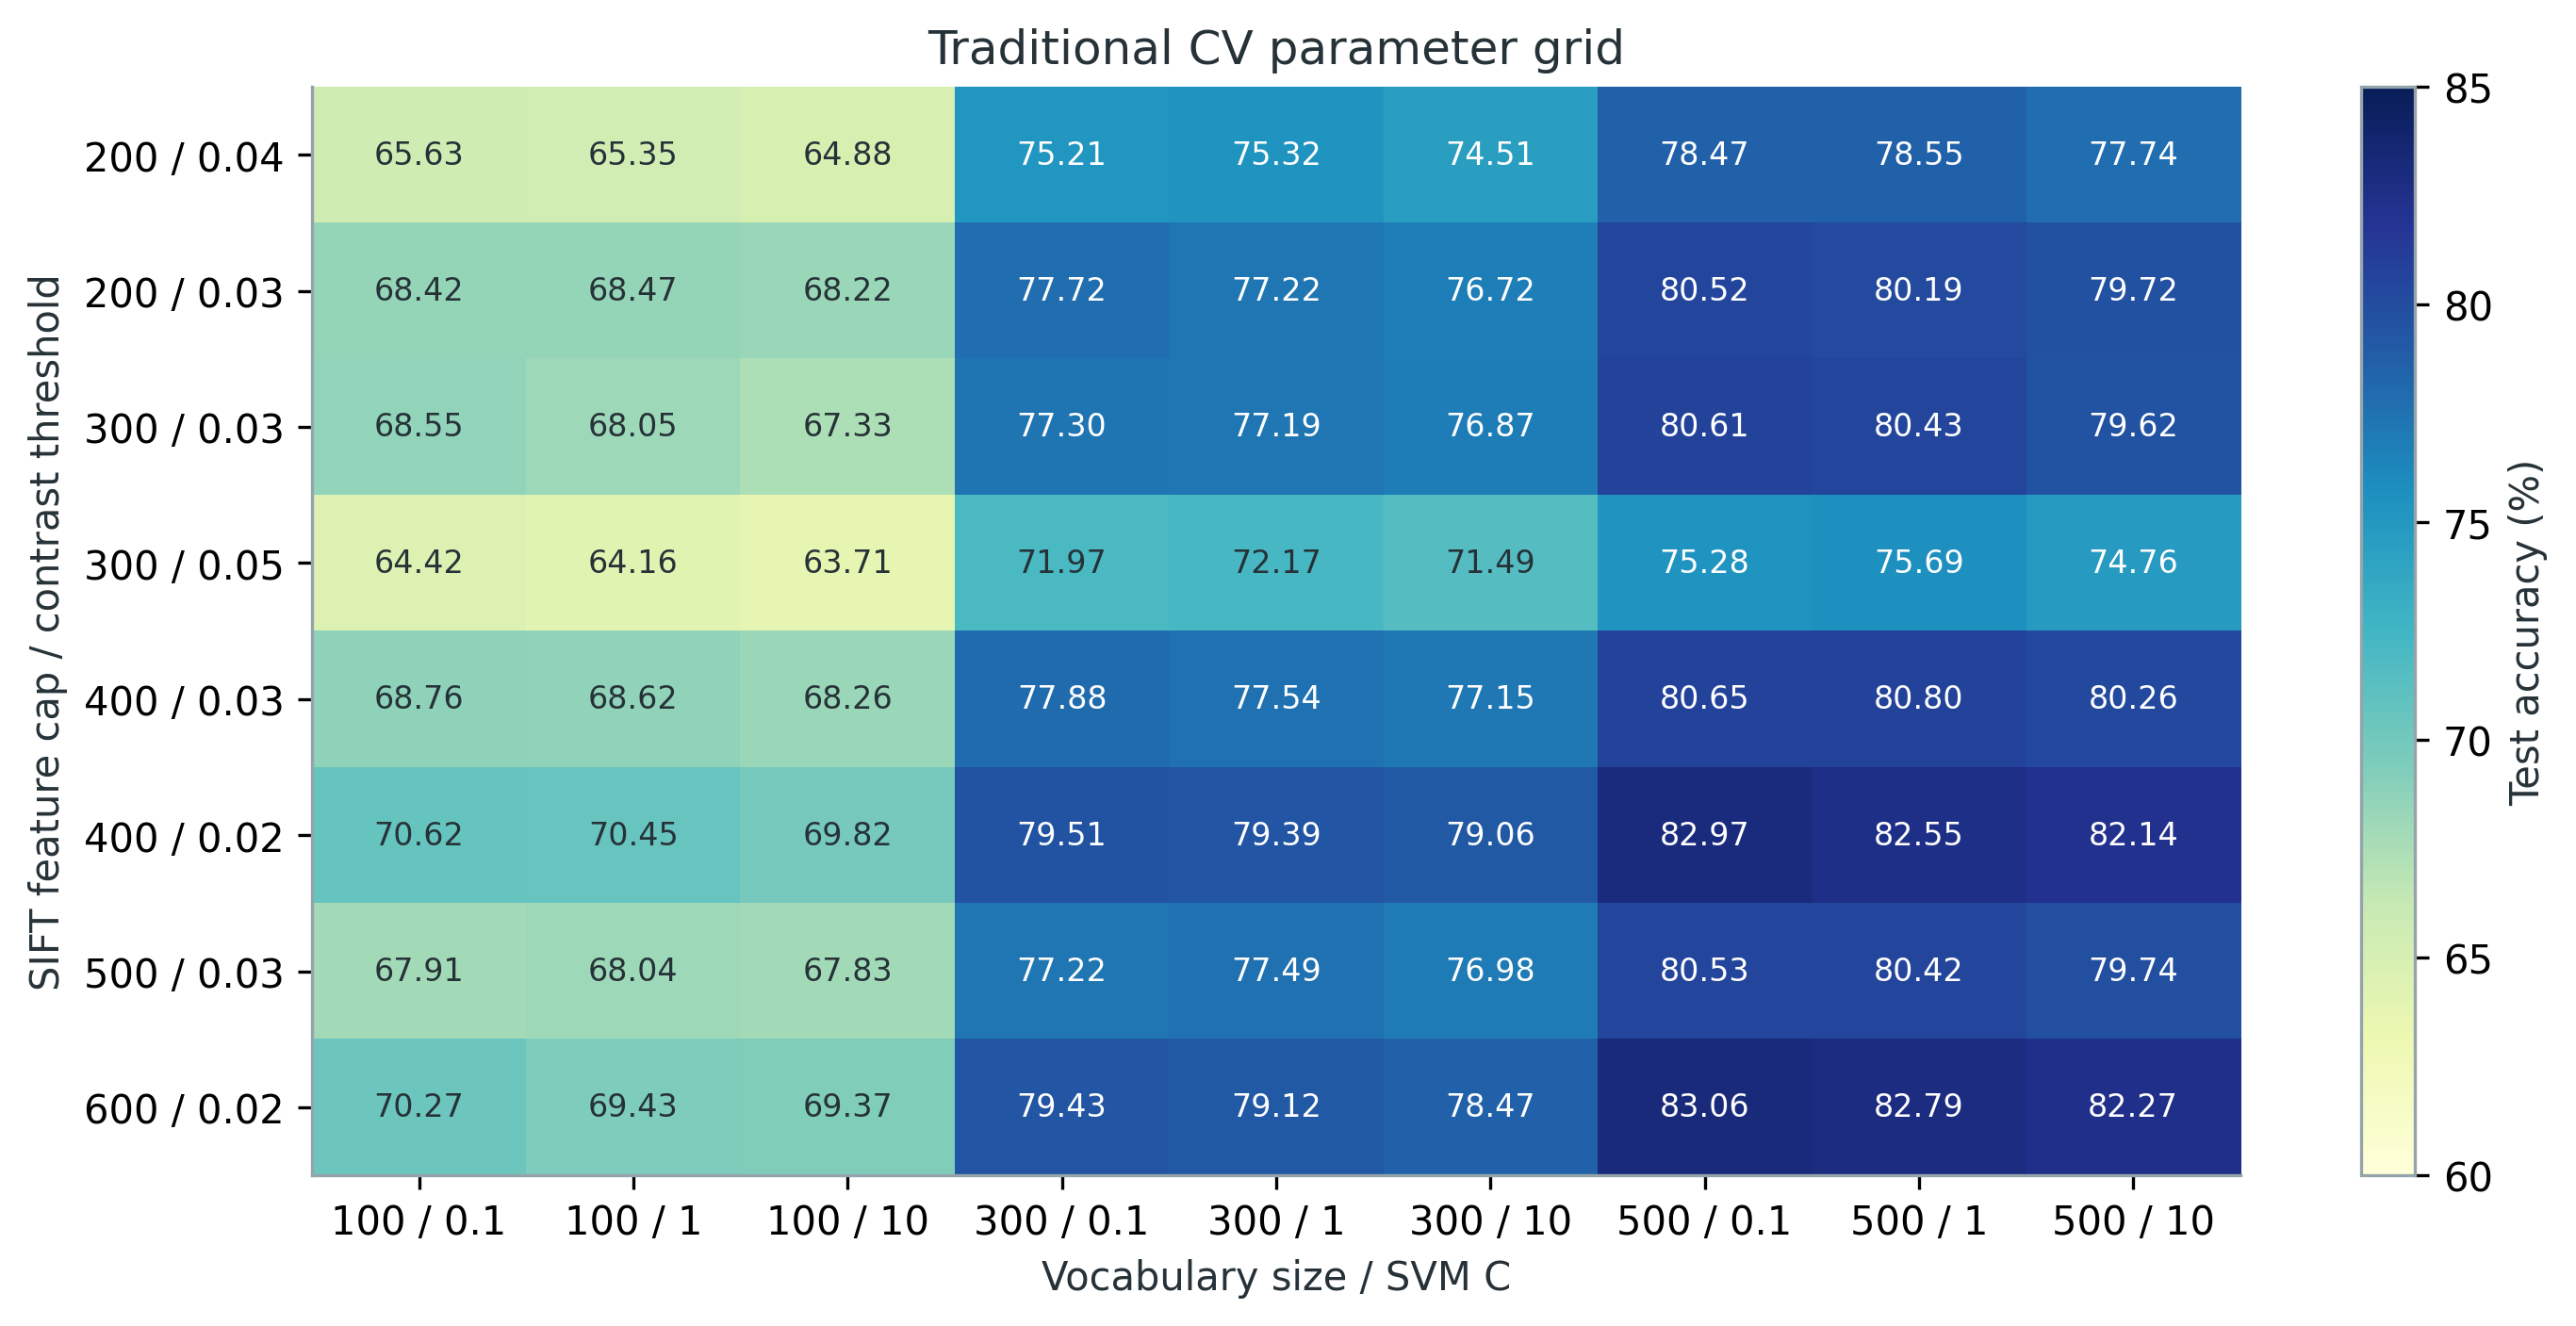 Traditional CV parameter grid
SIFT feature cap / contrast threshold
200 / 0.04 65.63 65.35 64.88 75.21 75.32 74.51 78.47 78.55 77.74
200 / 0.03 68.42 68.47 68.22 77.72 77.22 76.72 80.52 80.19 79.72
300 / 0.03 68.55 68.05 67.33 77.30 77.19 76.87 80.61 80.43 79.62
300 / 0.05 64.42 64.16 63.71 71.97 72.17 71.49 75.28 75.69 74.76
400 / 0.03 68.76 68.62 68.26 77.88 77.54 77.15 80.65 80.80 80.26
400 / 0.02 70.62 70.45 69.82 79.51 79.39 79.06 82.97 82.55 82.14
500 / 0.03 67.91 68.04 67.83 77.22 77.49 76.98 80.53 80.42 79.74
600 / 0.02 70.27 69.43 69.37 79.43 79.12 78.47 83.06 82.79 82.27
100 / 0.1 100 / 1 100 / 10 300 / 0.1 300 / 1 300 / 10 500 / 0.1 500 / 1 500 / 10
Vocabulary size / SVM C
85
80
75
70
65
60
Test accuracy (%)